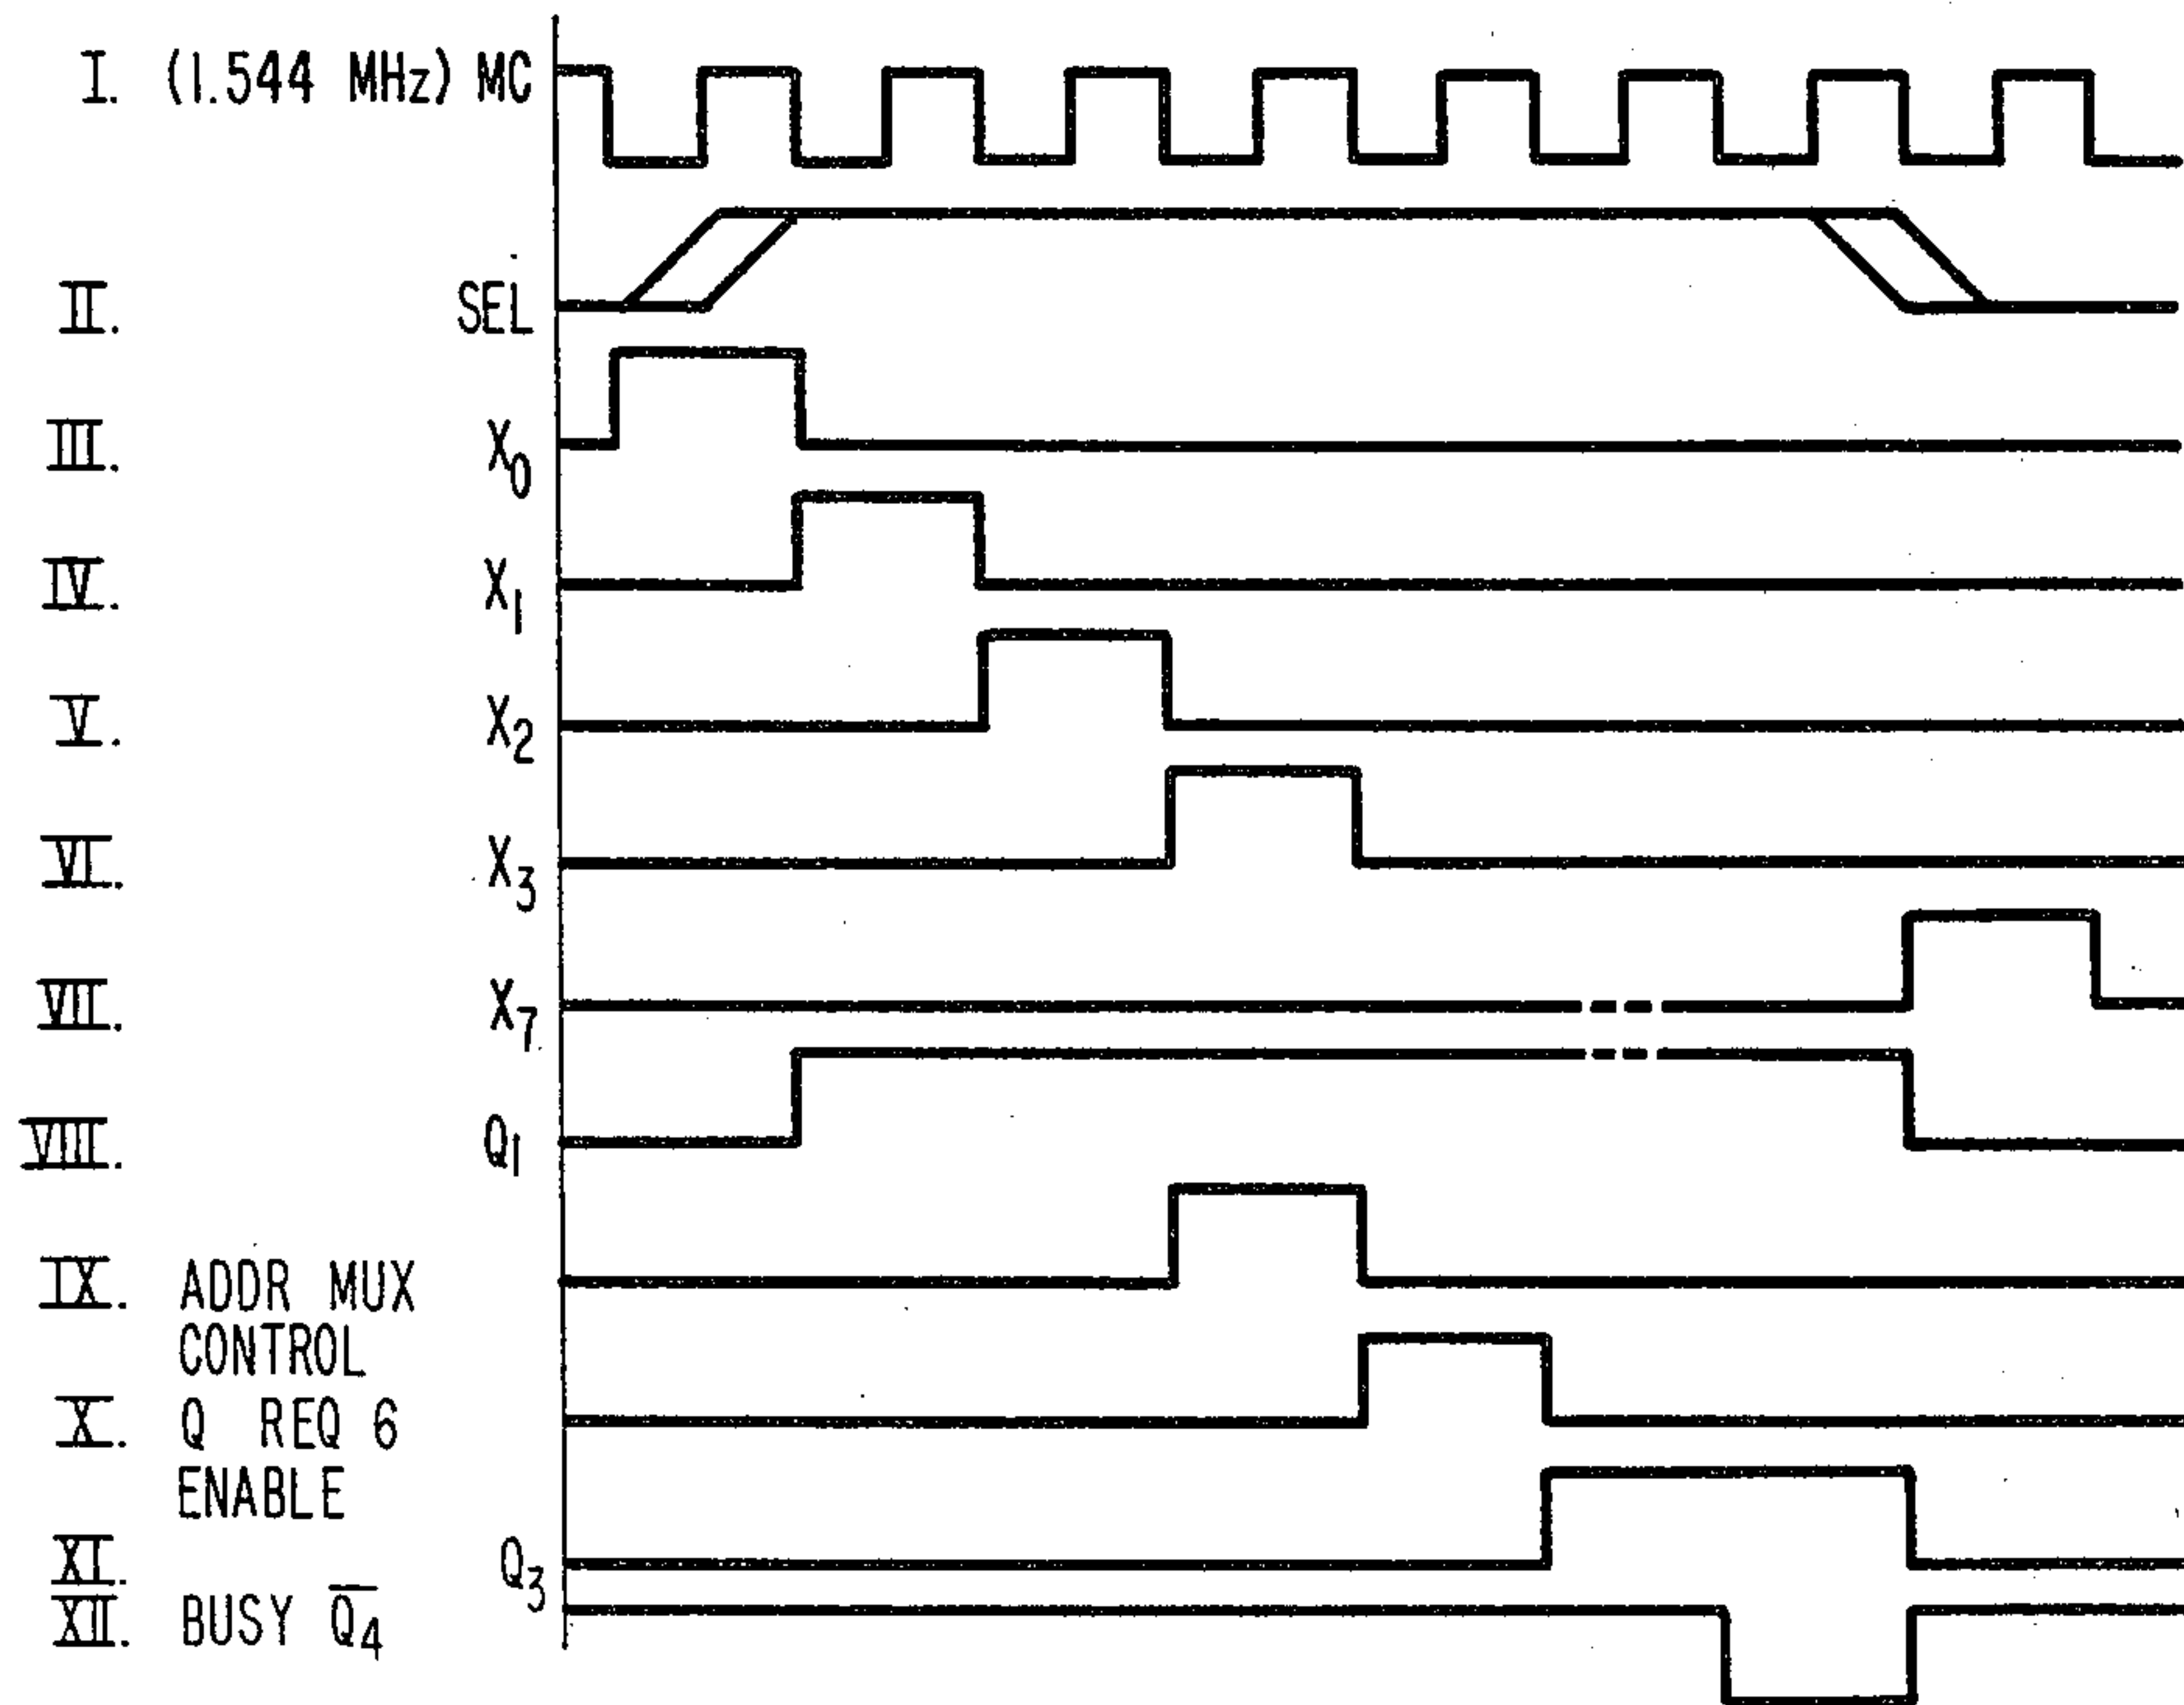 I. (1.544 MHz) MC
II. SEL
III. X0
IV. X1
V. X2
VI. X3
VII. X7
VIII. Q1
IX. ADDR MUX
CONTROL
X. Q REQ 6
ENABLE
XI. Q3
XII. BUSY Q̅4